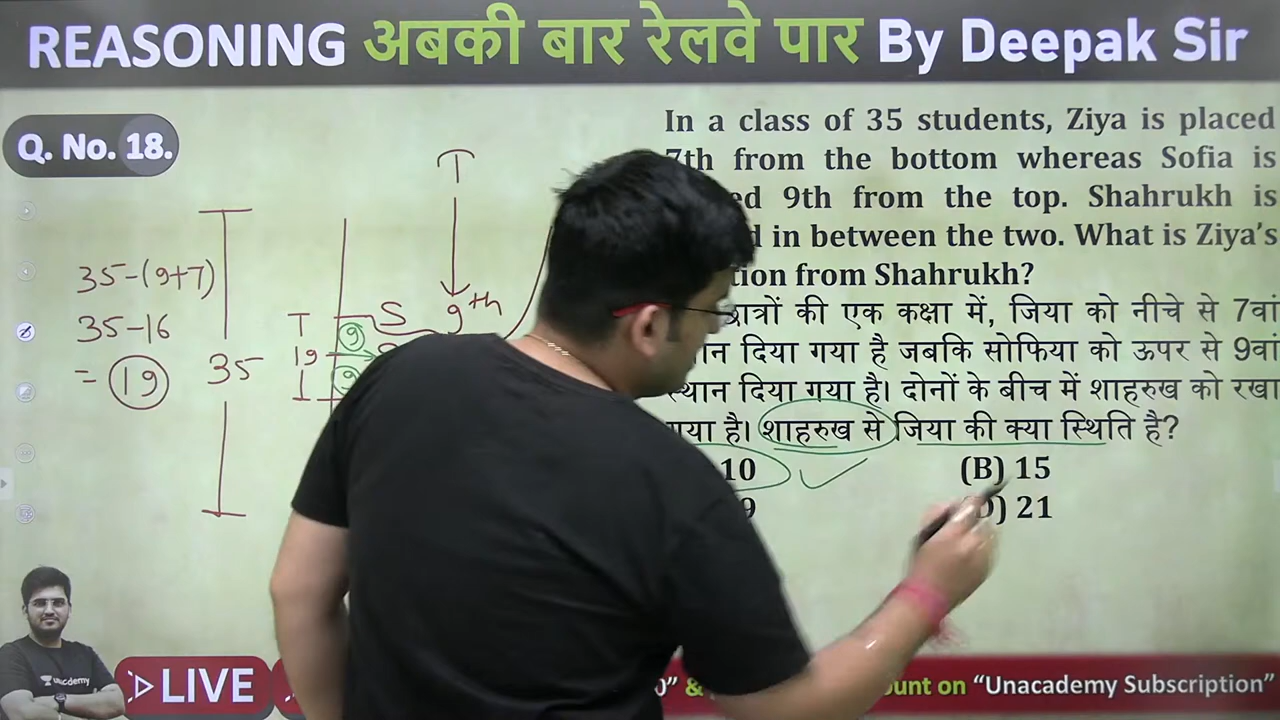 REASONING अबकी बार रेलवे पार By Deepak Sir
Q. No. 18.
In a class of 35 students, Ziya is placed
7th from the bottom whereas Sofia is
9th from the top. Shahrukh is
in between the two. What is Ziya's
from Shahrukh?
की एक कक्षा में, जिया को नीचे से 7वां
दिया गया है जबकि सोफिया को ऊपर से 9वां
स्थान दिया गया है। दोनों के बीच में शाहरुख को रखा
गया है। शाहरुख से जिया की क्या स्थिति है?
10
(B) 15
9
D) 21
T
S 9th
35-(9+7)
35-16
= 19
35
T
19
9
9
unacademy
LIVE
& on "Unacademy Subscription"